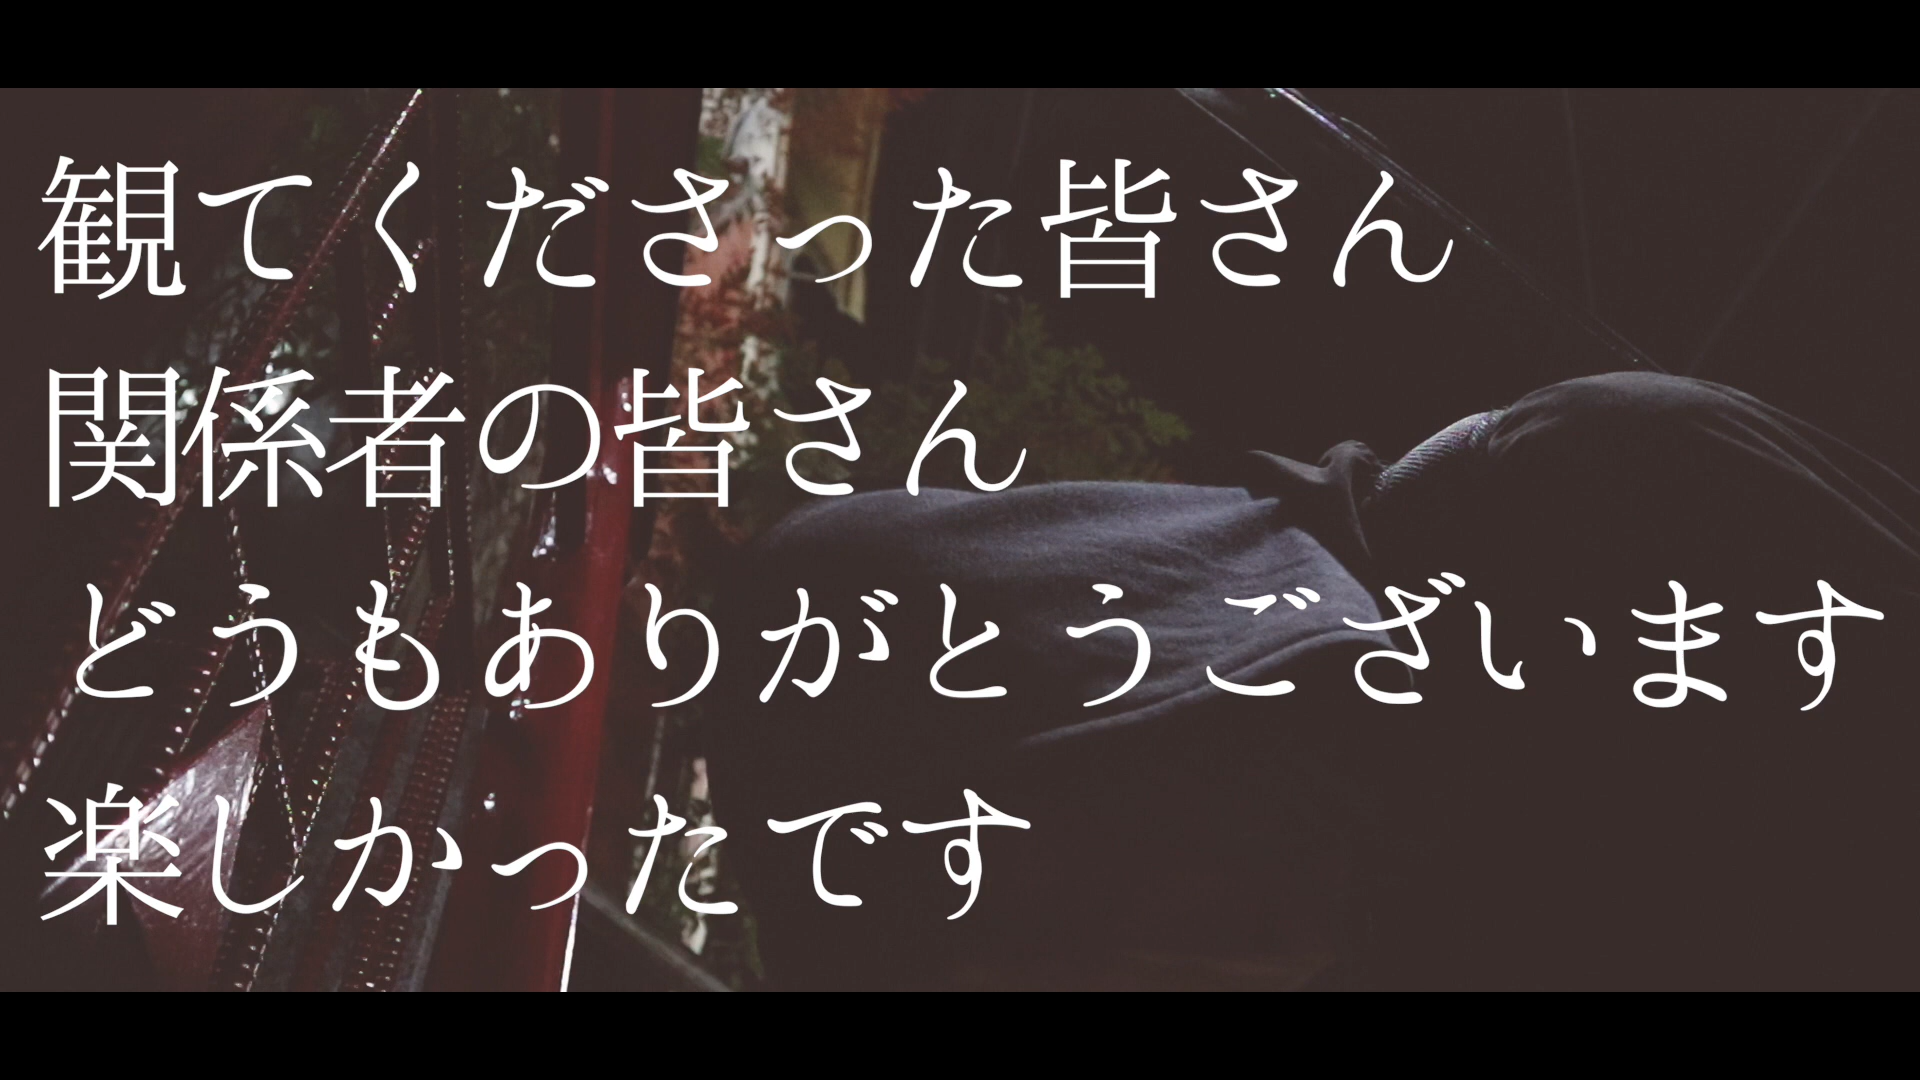 観てくださった皆さん
関係者の皆さん
どうもありがとうございます
楽しかったです